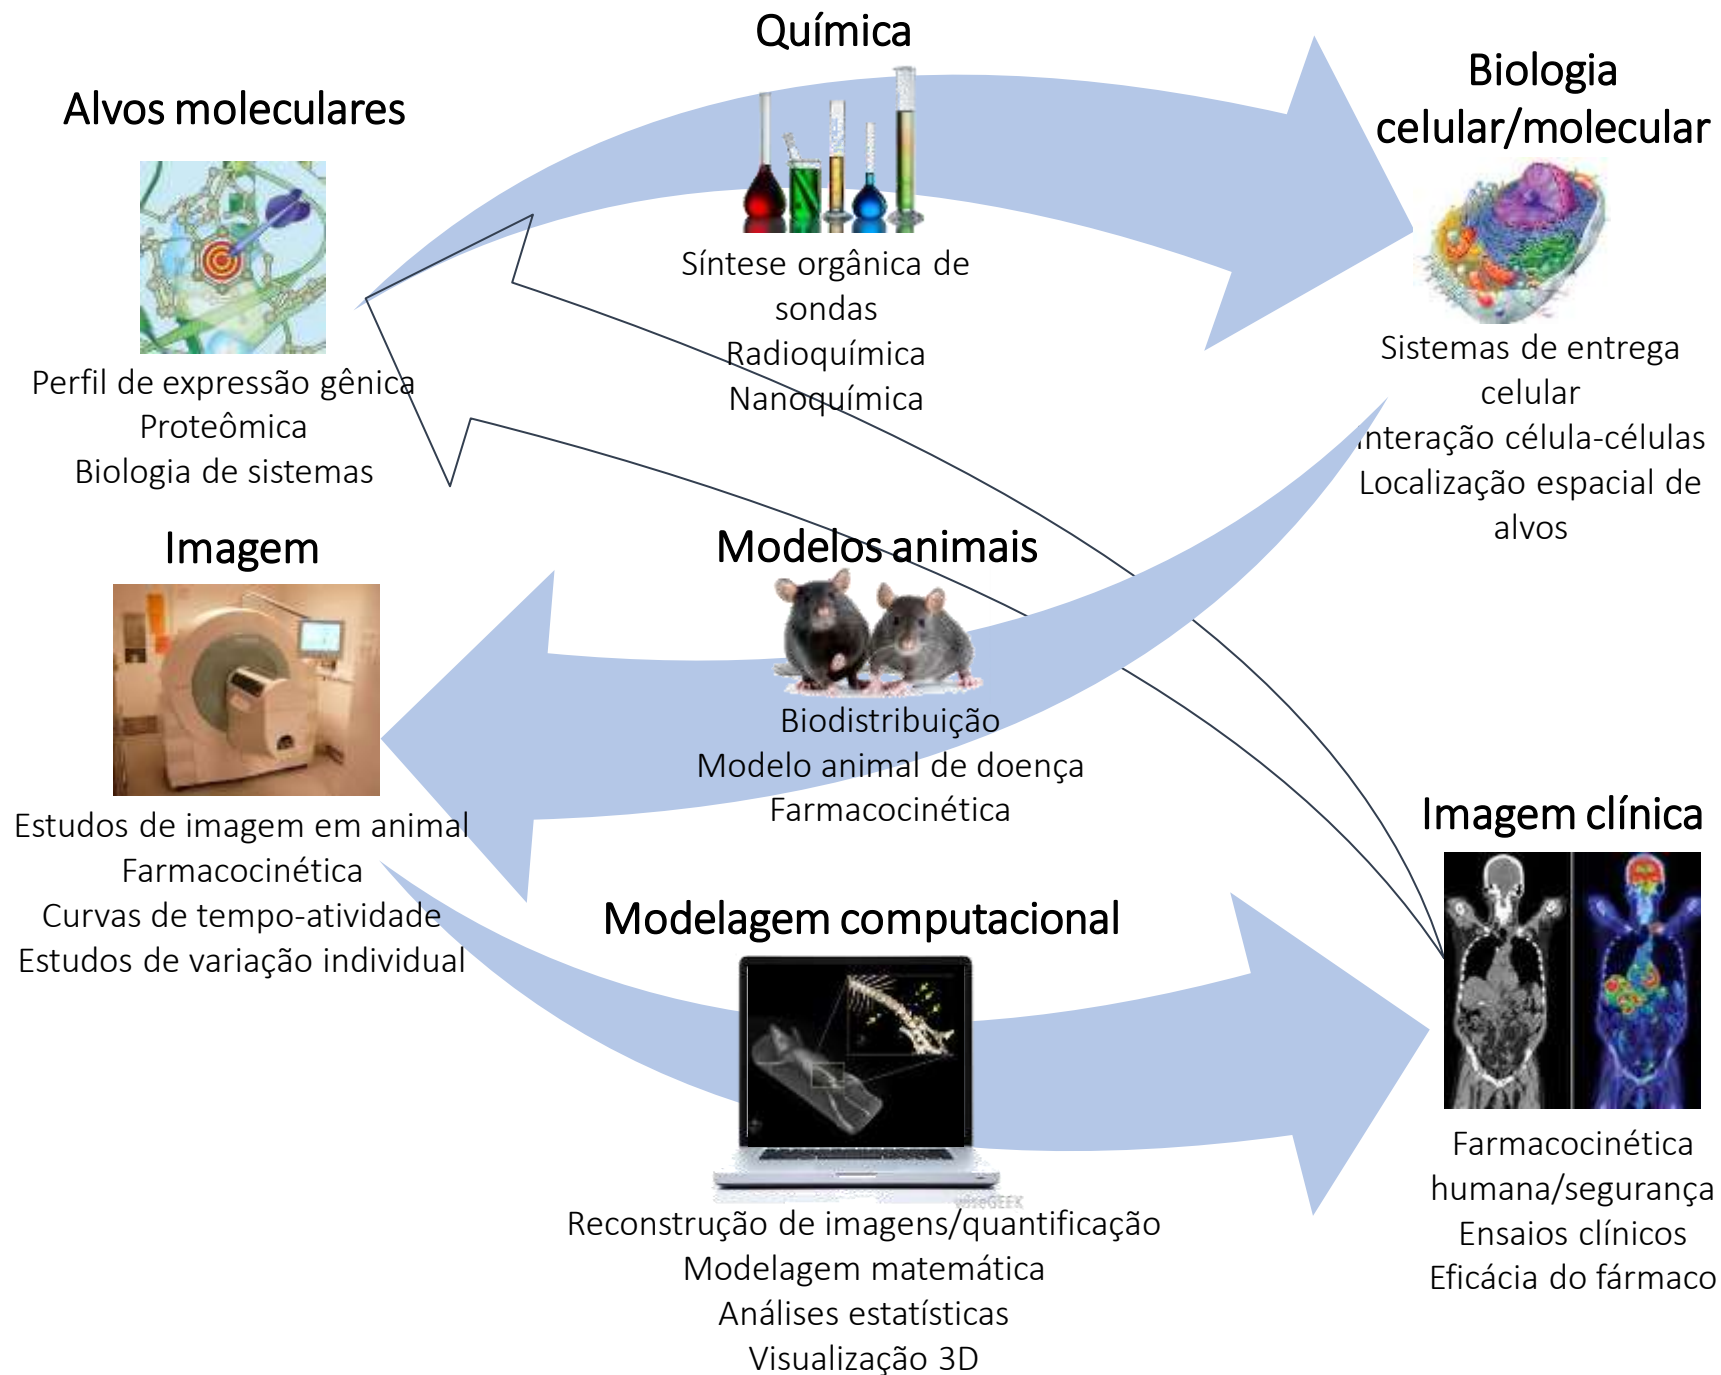 Química
Alvos moleculares
Biologia
celular/molecular
Síntese orgânica de
sondas
Radioquímica
Nanoquímica
Perfil de expressão gênica
Proteômica
Biologia de sistemas
Sistemas de entrega
celular
Interação célula-células
Localização espacial de
alvos
Imagem
Modelos animais
Biodistribuição
Modelo animal de doença
Farmacocinética
Estudos de imagem em animal
Farmacocinética
Curvas de tempo-atividade
Estudos de variação individual
Imagem clínica
Modelagem computacional
wiseGEEK
Reconstrução de imagens/quantificação
Modelagem matemática
Análises estatísticas
Visualização 3D
Farmacocinética
humana/segurança
Ensaios clínicos
Eficácia do fármaco